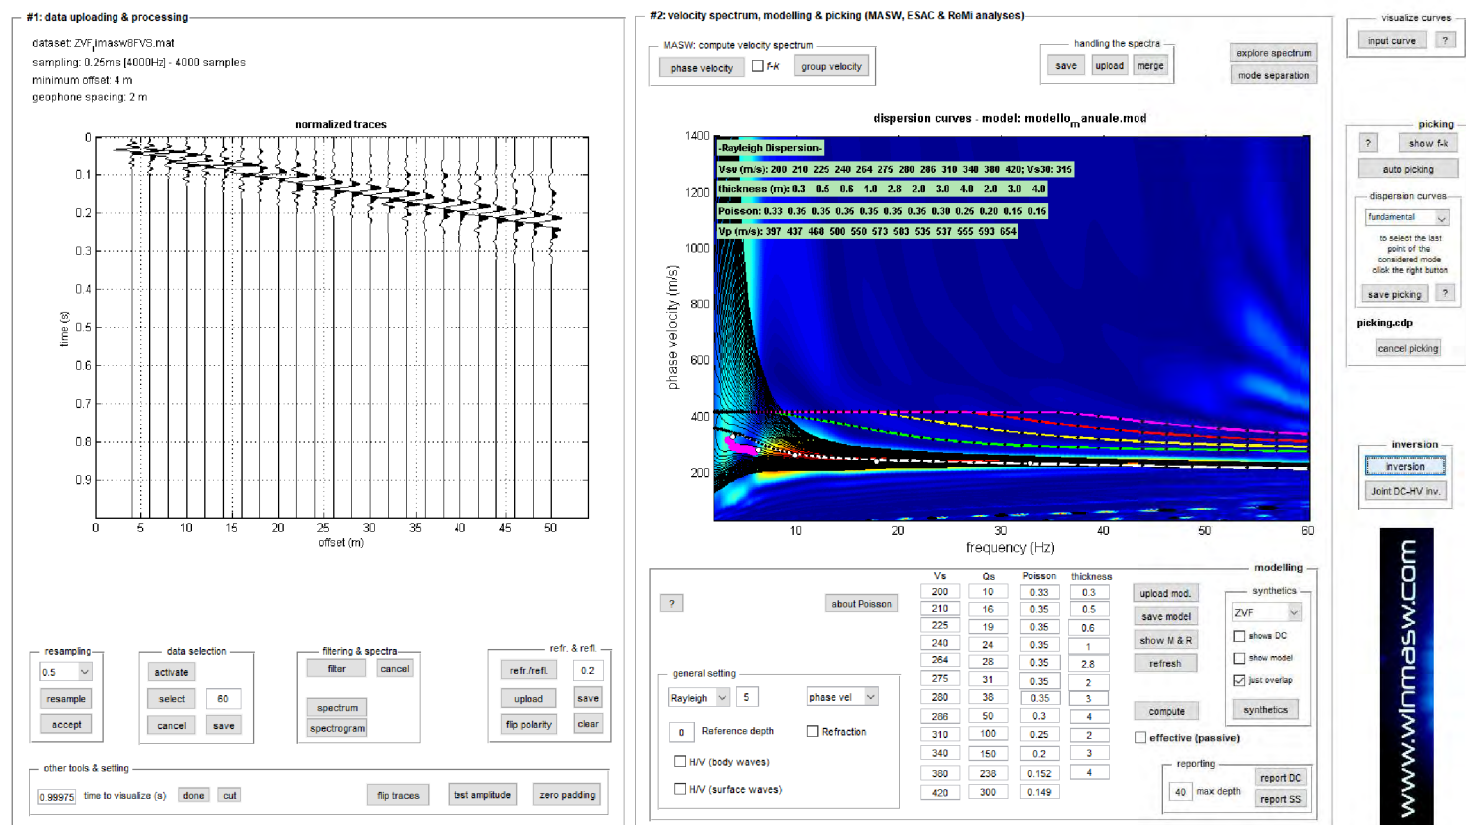 #1: data uploading & processing
dataset: ZVF_imasw8FVS.mat
sampling: 0.25ms [4000Hz] - 4000 samples
minimum offset: 4 m
geophone spacing: 2 m
normalized traces
0
0.1
0.2
0.3
0.4
0.5
0.6
0.7
0.8
0.9
time (s)
0 5 10 15 20 25 30 35 40 45 50
offset (m)
resampling
0.5
resample
accept
data selection
activate
select 60
cancel save
filtering & spectra
filter cancel
spectrum
spectrogram
refr. & refl.
refr./refl. 0.2
upload save
flip polarity clear
other tools & setting
0.99975 time to visualize (s) done cut
flip traces test amplitude zero padding
#2: velocity spectrum, modelling & picking (MASW, ESAC & ReMi analyses)
MASW: compute velocity spectrum
phase velocity f-k group velocity
handling the spectra
save upload merge
explore spectrum
mode separation
dispersion curves - model: modello_manuale.mod
-Rayleigh Dispersion-
Vsv (m/s): 200 210 225 240 264 275 280 286 310 340 380 420; Vs30: 315
thickness (m): 0.3 0.5 0.6 1.0 2.8 2.0 3.0 4.0 2.0 3.0 4.0
Poisson: 0.33 0.35 0.35 0.35 0.35 0.35 0.35 0.30 0.25 0.20 0.15 0.15
Vp (m/s): 397 437 468 500 550 573 583 535 537 555 593 654
1400
1200
1000
800
600
400
200
phase velocity (m/s)
10 20 30 40 50 60
frequency (Hz)
modelling
?
about Poisson
general setting
Rayleigh 5 phase vel
0 Reference depth Refraction
H/V (body waves)
H/V (surface waves)
Vs Qs Poisson thickness
200 10 0.33 0.3
210 16 0.35 0.5
225 19 0.35 0.6
240 24 0.35 1
264 28 0.35 2.8
275 31 0.35 2
280 38 0.35 3
286 50 0.3 4
310 100 0.25 2
340 150 0.2 3
380 238 0.152 4
420 300 0.149
upload mod.
save model
show M & R
refresh
compute
effective (passive)
synthetics
ZVF
shows DC
show model
just overlap
synthetics
reporting
40 max depth
report DC
report SS
visualize curves
input curve ?
picking
? show f-k
auto picking
dispersion curves
fundamental
to select the last
point of the
considered mode
click the right button
save picking ?
picking.cdp
cancel picking
inversion
inversion
Joint DC-HV inv.
www.winmasw.com